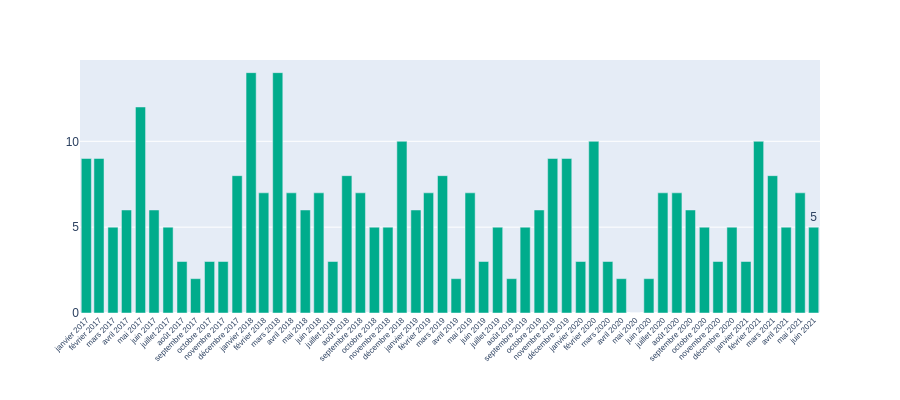 10
5
0
5
janvier 2017
février 2017
mars 2017
avril 2017
mai 2017
juin 2017
juillet 2017
août 2017
septembre 2017
octobre 2017
novembre 2017
décembre 2017
janvier 2018
février 2018
mars 2018
avril 2018
mai 2018
juin 2018
juillet 2018
août 2018
septembre 2018
octobre 2018
novembre 2018
décembre 2018
janvier 2019
février 2019
mars 2019
avril 2019
mai 2019
juin 2019
juillet 2019
août 2019
septembre 2019
octobre 2019
novembre 2019
décembre 2019
janvier 2020
février 2020
mars 2020
avril 2020
mai 2020
juin 2020
juillet 2020
août 2020
septembre 2020
octobre 2020
novembre 2020
décembre 2020
janvier 2021
février 2021
mars 2021
avril 2021
mai 2021
juin 2021